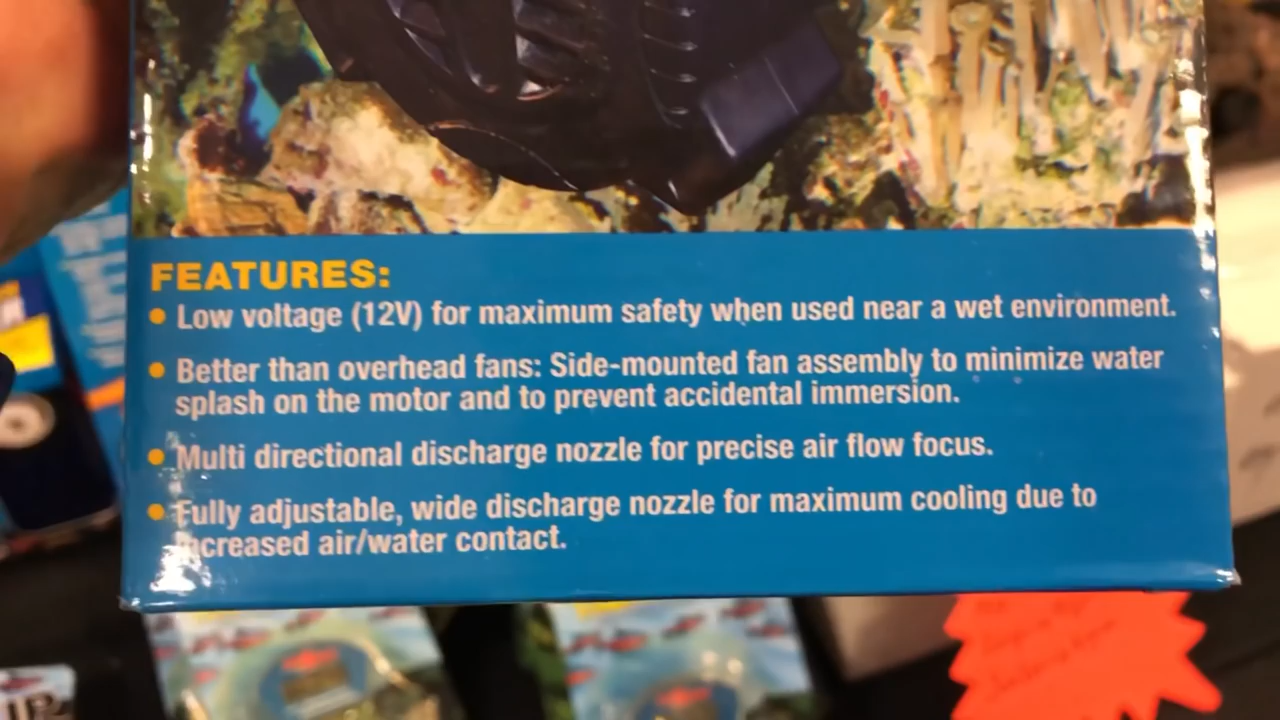 FEATURES:
• Low voltage (12V) for maximum safety when used near a wet environment.
• Better than overhead fans: Side-mounted fan assembly to minimize water
splash on the motor and to prevent accidental immersion.
• Multi directional discharge nozzle for precise air flow focus.
• Fully adjustable, wide discharge nozzle for maximum cooling due to
increased air/water contact.